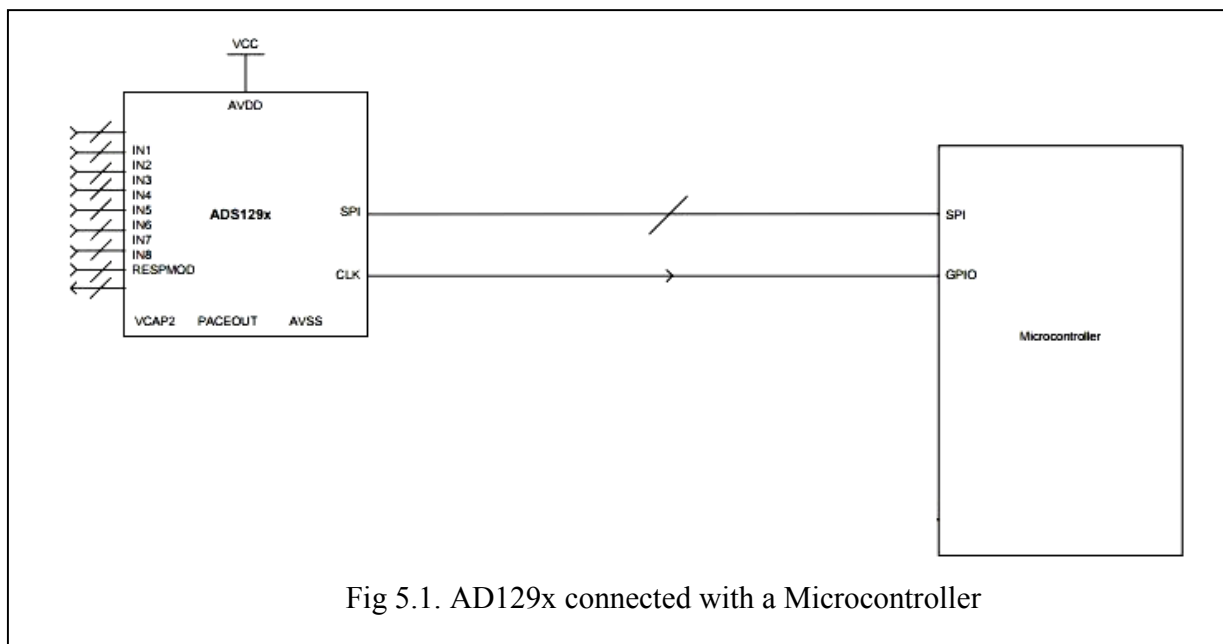 VCC
AVDD
IN1
IN2
IN3
IN4
IN5
IN6
IN7
IN8
RESPMOD
ADS129x
SPI
CLK
VCAP2 PACEOUT AVSS
SPI
GPIO
Microcontroller
Fig 5.1. AD129x connected with a Microcontroller